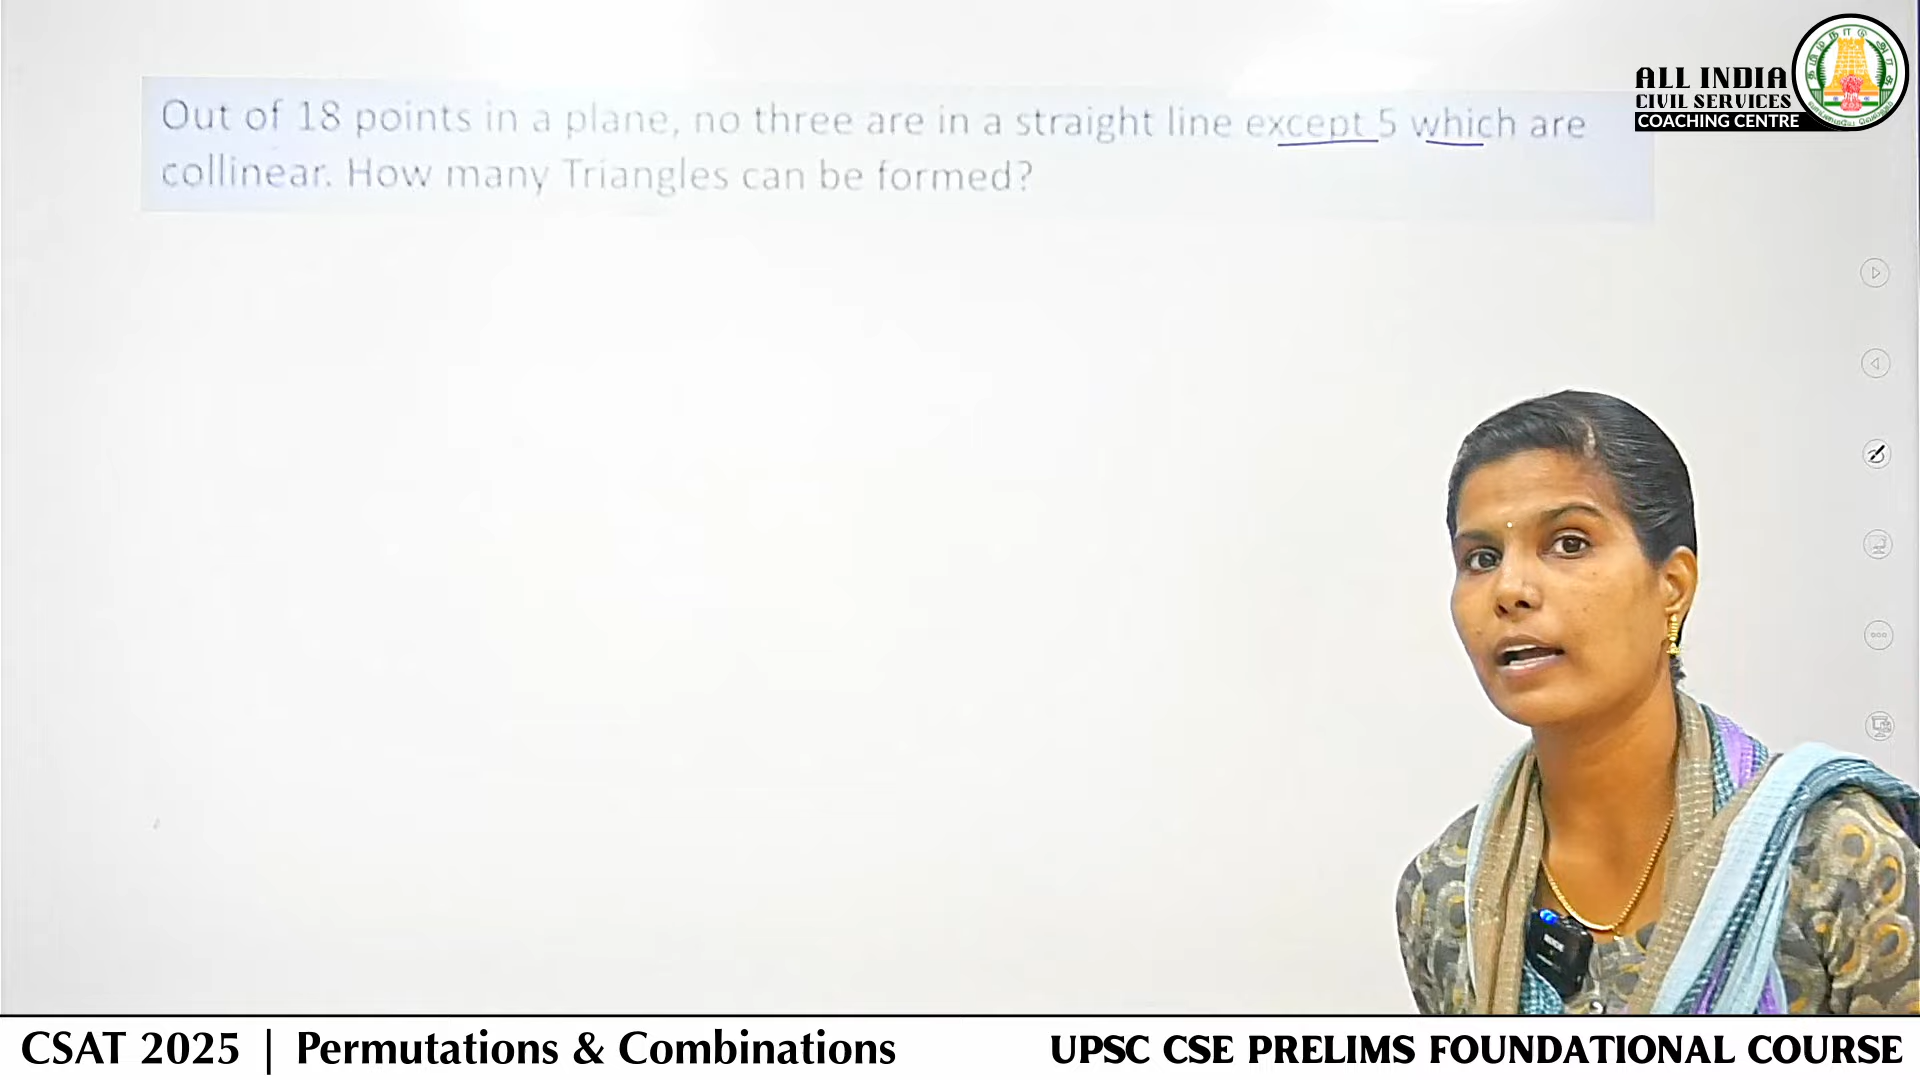 Out of 18 points in a plane, no three are in a straight line except 5 which are
collinear. How many Triangles can be formed?
ALL INDIA
CIVIL SERVICES
COACHING CENTRE
CSAT 2025 | Permutations & Combinations
UPSC CSE PRELIMS FOUNDATIONAL COURSE